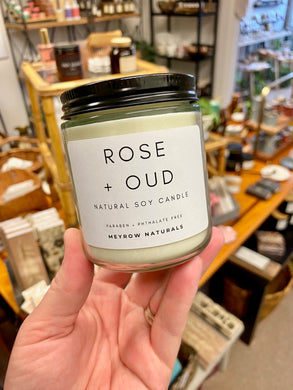 ROSE
+ OUD
NATURAL SOY CANDLE
PARABEN + PHTHALATE FREE
MEYROW NATURALS